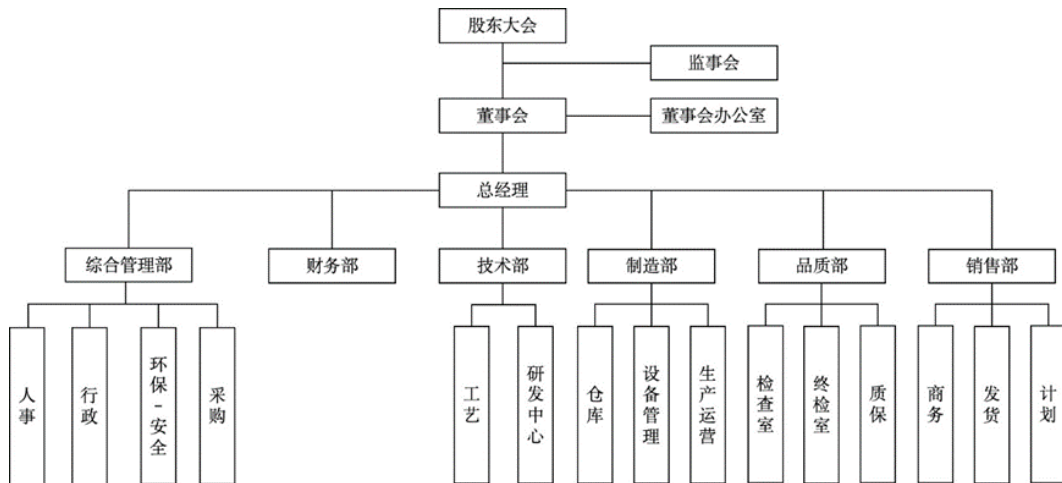 股东大会
监事会
董事会
董事会办公室
总经理
综合管理部
财务部
技术部
制造部
品质部
销售部
人事
行政
环保-安全
采购
工艺
研发中心
仓库
设备管理
生产运营
检查室
终检室
质保
商务
发货
计划